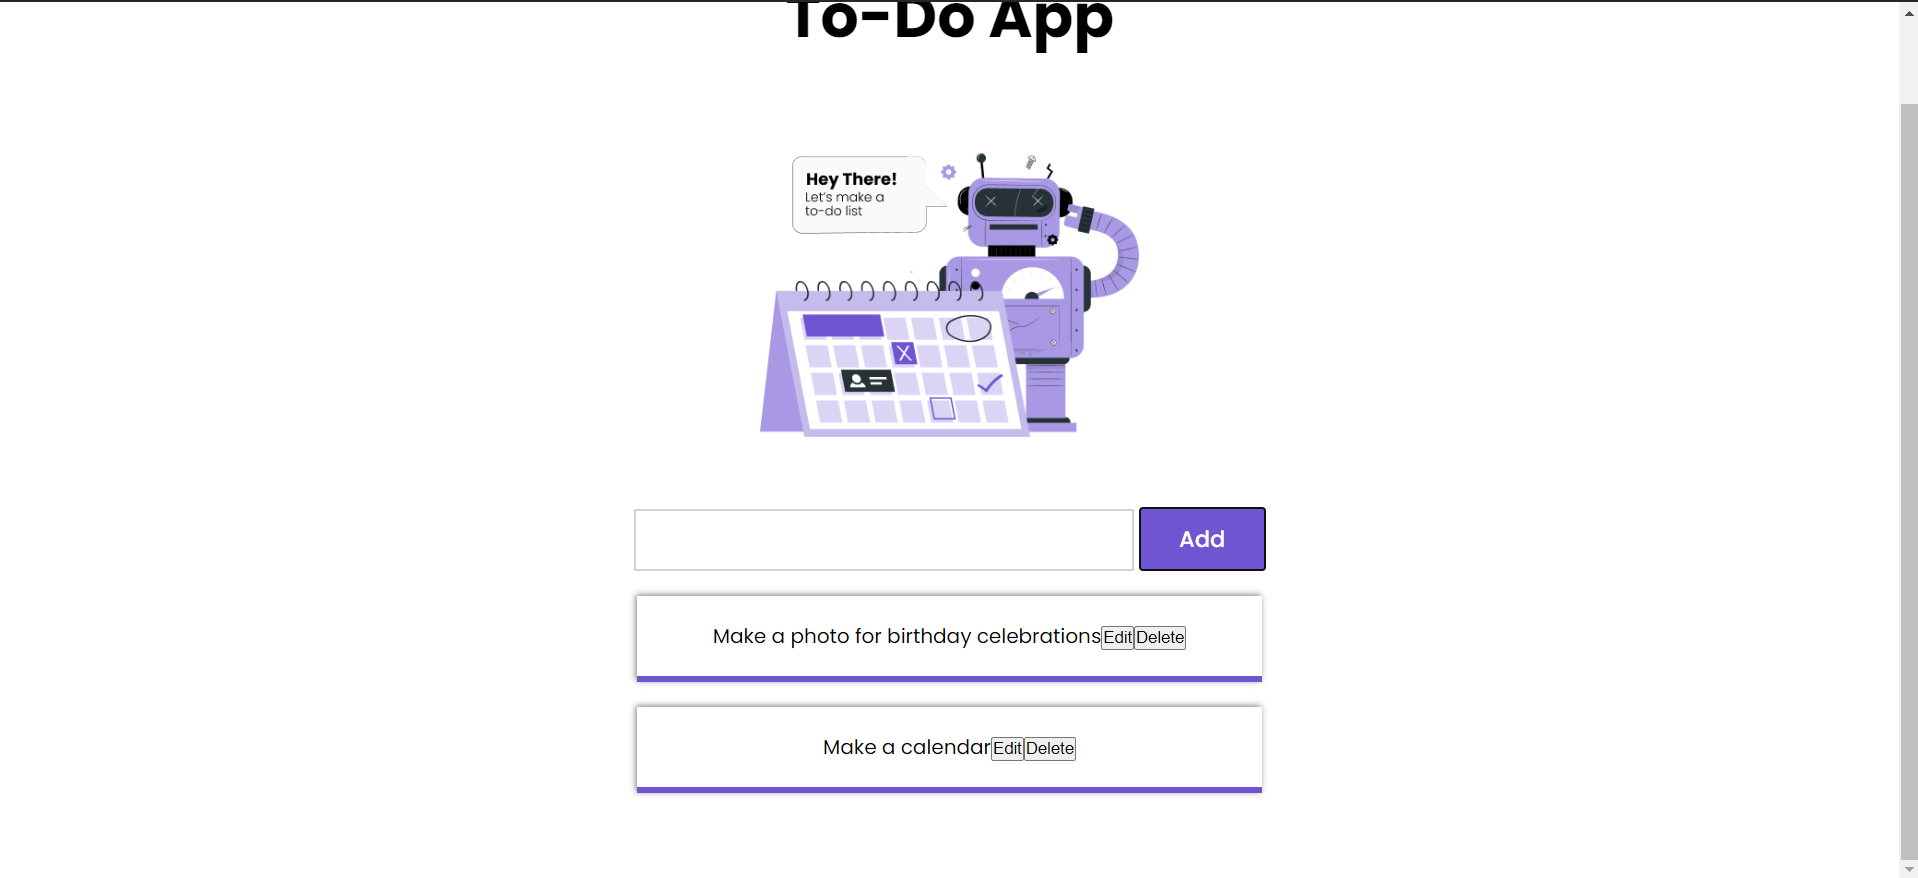 To-Do App
Hey There!
Let's make a
to-do list
X
Add
Make a photo for birthday celebrations Edit Delete
Make a calendar Edit Delete